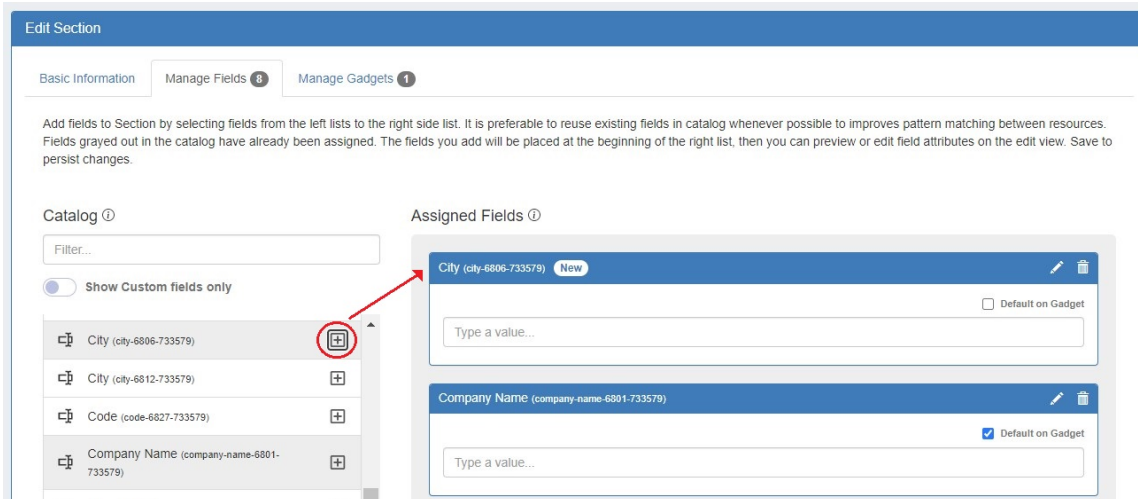 Edit Section
Basic Information
Manage Fields 8
Manage Gadgets 1
Add fields to Section by selecting fields from the left lists to the right side list. It is preferable to reuse existing fields in catalog whenever possible to improves pattern matching between resources.
Fields grayed out in the catalog have already been assigned. The fields you add will be placed at the beginning of the right list, then you can preview or edit field attributes on the edit view. Save to
persist changes.
Catalog
Filter...
Show Custom fields only
City (city-6806-733579)
City (city-6812-733579)
Code (code-6827-733579)
Company Name (company-name-6801-
733579)
Assigned Fields
City (city-6806-733579) New
Default on Gadget
Type a value...
Company Name (company-name-6801-733579)
Default on Gadget
Type a value...